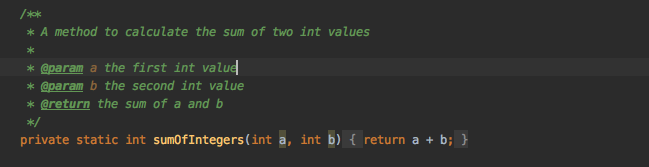 /**
 * A method to calculate the sum of two int values
 *
 * @param a the first int value
 * @param b the second int value
 * @return the sum of a and b
 */
private static int sumOfIntegers(int a, int b) { return a + b; }